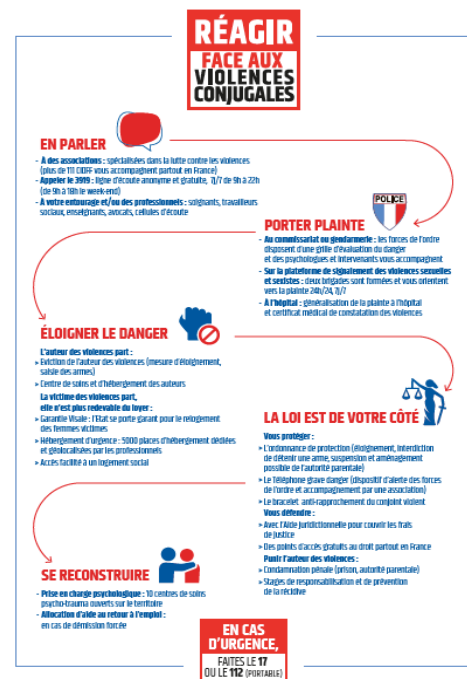 RÉAGIR
FACE AUX
VIOLENCES
CONJUGALES
EN PARLER
- À des associations : spécialisées dans la lutte contre les violences
(plus de 111 CIDFF vous accompagnent partout en France)
- Appeler le 3919 : ligne d'écoute anonyme et gratuite, 7j/7 de 9h à 22h
(de 9h à 18h le week-end)
- À votre entourage et/ou des professionnels : soignants, travailleurs
sociaux, enseignants, avocats, cellules d'écoute
POLICE
PORTER PLAINTE
- Au commissariat ou gendarmerie : les forces de l'ordre
disposent d'une grille d'évaluation du danger
et des psychologues et intervenants vous accompagnent
- Sur la plateforme de signalement des violences sexuelles
et sexistes : deux brigades sont formées et vous orientent
vers la plainte 24h/24, 7j/7
- À l'hôpital : généralisation de la plainte à l'hôpital
et certificat médical de constatation des violences
ÉLOIGNER LE DANGER
L'auteur des violences part :
» Eviction de l'auteur des violences (mesure d'éloignement,
saisie des armes)
» Centre de soins et d'hébergement des auteurs
La victime des violences part,
elle n'est plus redevable du loyer :
» Garantie Visale : l'Etat se porte garant pour le relogement
des femmes victimes
» Hébergement d'urgence : 5000 places d'hébergement dédiées
et géolocalisées par les professionnels
» Accès facilité à un logement social
LA LOI EST DE VOTRE CÔTÉ
Vous protéger :
» L'ordonnance de protection (éloignement, interdiction
de détenir une arme, suspension et aménagement
possible de l'autorité parentale)
» Le Téléphone grave danger (dispositif d'alerte des forces
de l'ordre et accompagnement par une association)
» Le bracelet anti-rapprochement du conjoint violent
Vous défendre :
» Avec l'Aide juridictionnelle pour couvrir les frais
de justice
» Des points d'accès gratuits au droit partout en France
Punir l'auteur des violences :
» Condamnation pénale (prison, autorité parentale)
» Stages de responsabilisation et de prévention
de la récidive
SE RECONSTRUIRE
- Prise en charge psychologique : 10 centres de soins
psycho-trauma ouverts sur le territoire
- Allocation d'aide au retour à l'emploi :
en cas de démission forcée
EN CAS
D'URGENCE,
FAITES LE 17
OU LE 112 (PORTABLE)